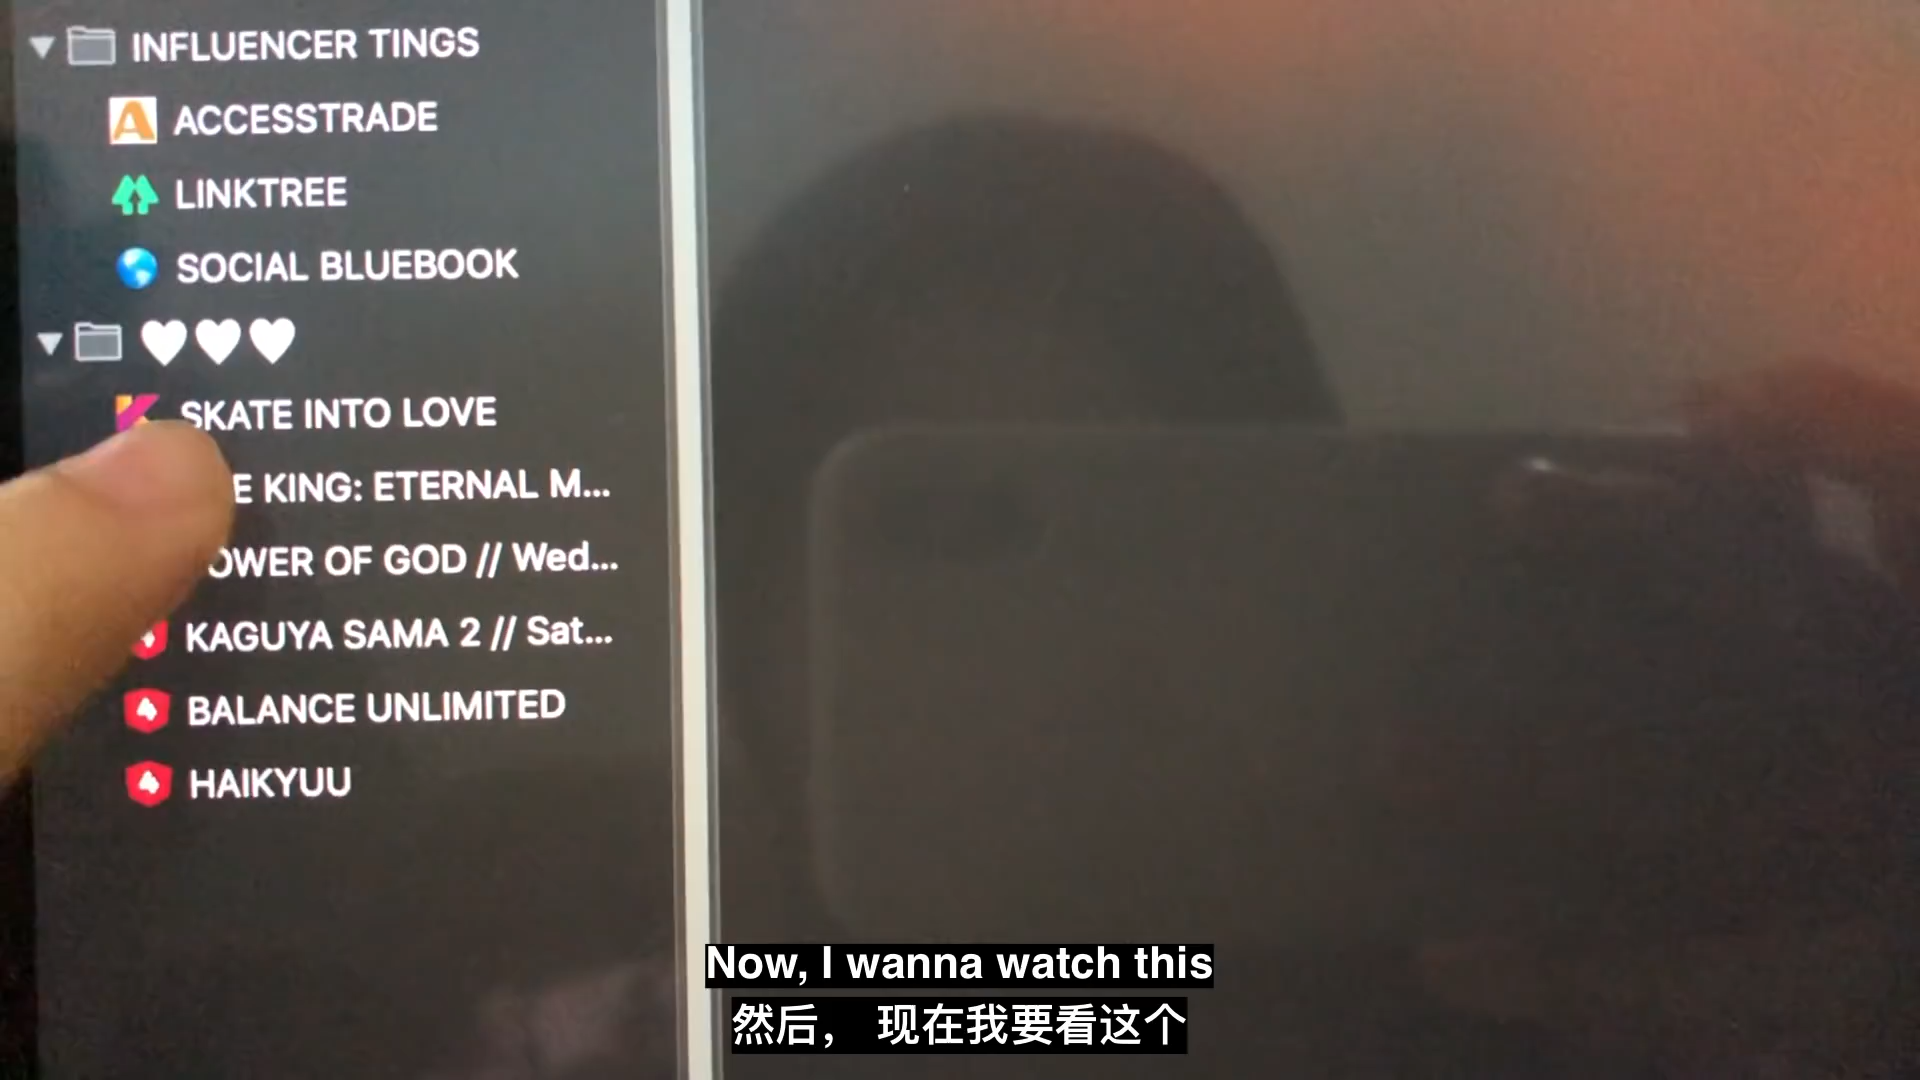 INFLUENCER TINGS
ACCESSTRADE
LINKTREE
SOCIAL BLUEBOOK
🤍🤍🤍
SKATE INTO LOVE
KING: ETERNAL M...
OF GOD // Wed...
KAGUYA SAMA 2 // Sat...
BALANCE UNLIMITED
HAIKYUU
Now, I wanna watch this
然后， 现在我要看这个